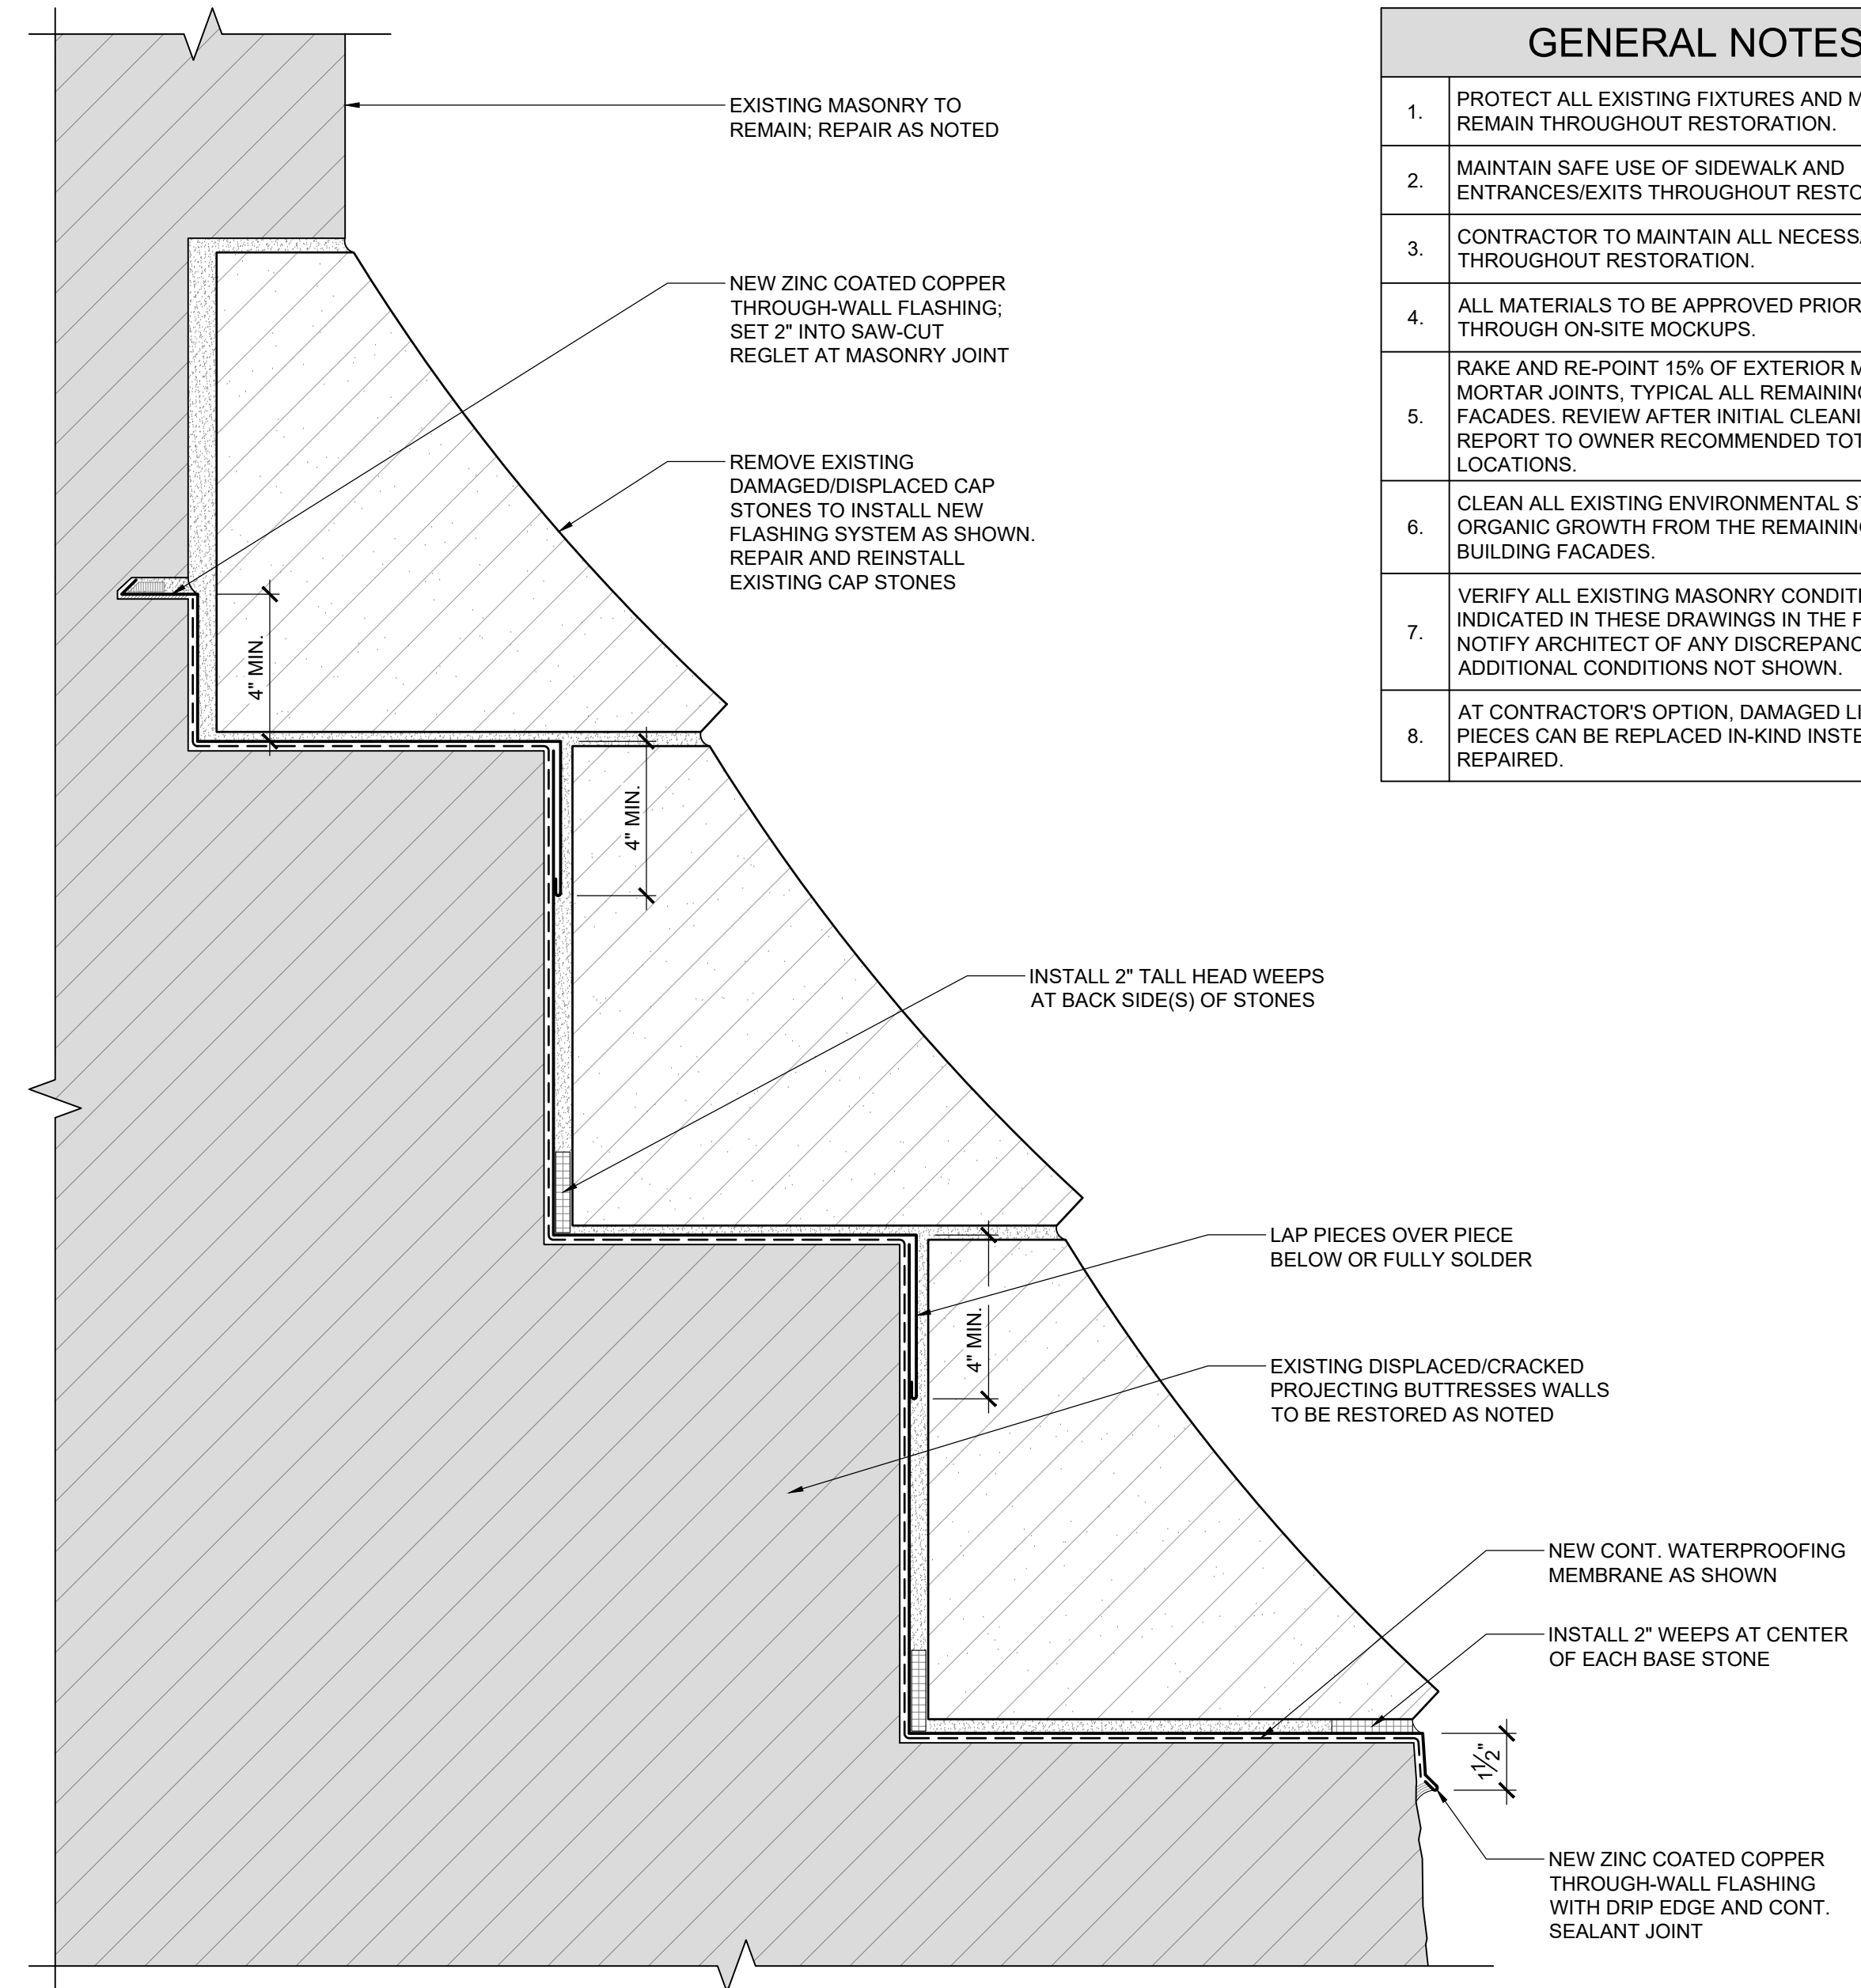 EXISTING MASONRY TO
REMAIN; REPAIR AS NOTED
NEW ZINC COATED COPPER
THROUGH-WALL FLASHING;
SET 2" INTO SAW-CUT
REGLET AT MASONRY JOINT
REMOVE EXISTING
DAMAGED/DISPLACED CAP
STONES TO INSTALL NEW
FLASHING SYSTEM AS SHOWN.
REPAIR AND REINSTALL
EXISTING CAP STONES
4" MIN.
4" MIN.
INSTALL 2" TALL HEAD WEEPS
AT BACK SIDE(S) OF STONES
LAP PIECES OVER PIECE
BELOW OR FULLY SOLDER
4" MIN.
EXISTING DISPLACED/CRACKED
PROJECTING BUTTRESSES WALLS
TO BE RESTORED AS NOTED
NEW CONT. WATERPROOFING
MEMBRANE AS SHOWN
INSTALL 2" WEEPS AT CENTER
OF EACH BASE STONE
1½"
NEW ZINC COATED COPPER
THROUGH-WALL FLASHING
WITH DRIP EDGE AND CONT.
SEALANT JOINT
GENERAL NOTES
1.
PROTECT ALL EXISTING FIXTURES AND
REMAIN THROUGHOUT RESTORATION.
2.
MAINTAIN SAFE USE OF SIDEWALK AND
ENTRANCES/EXITS THROUGHOUT
3.
CONTRACTOR TO MAINTAIN ALL
THROUGHOUT RESTORATION.
4.
ALL MATERIALS TO BE APPROVED PRIOR
THROUGH ON-SITE MOCKUPS.
5.
RAKE AND RE-POINT 15% OF EXTERIOR
MORTAR JOINTS, TYPICAL ALL REMAINING
FACADES. REVIEW AFTER INITIAL
REPORT TO OWNER RECOMMENDED
LOCATIONS.
6.
CLEAN ALL EXISTING ENVIRONMENTAL
ORGANIC GROWTH FROM THE REMAINING
BUILDING FACADES.
7.
VERIFY ALL EXISTING MASONRY
INDICATED IN THESE DRAWINGS IN THE
NOTIFY ARCHITECT OF ANY
ADDITIONAL CONDITIONS NOT SHOWN.
8.
AT CONTRACTOR'S OPTION, DAMAGED
PIECES CAN BE REPLACED IN-KIND
REPAIRED.